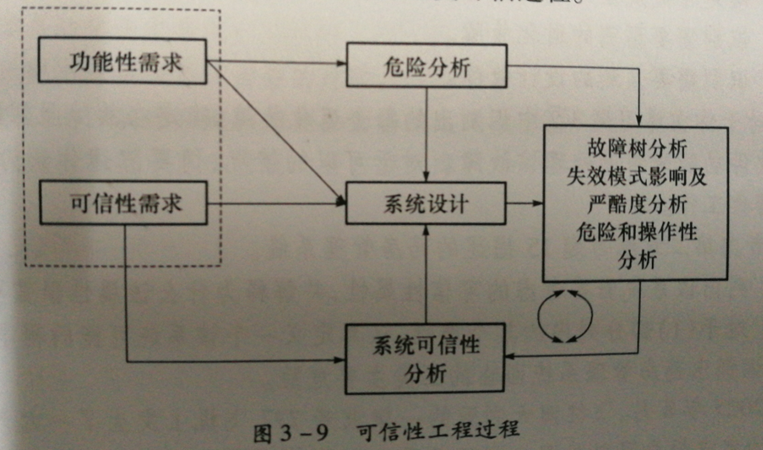 功能性需求
危险分析
故障树分析
失效模式影响及
严酷度分析
危险和操作性
分析
可信性需求
系统设计
系统可信性
分析
图3-9 可信性工程过程